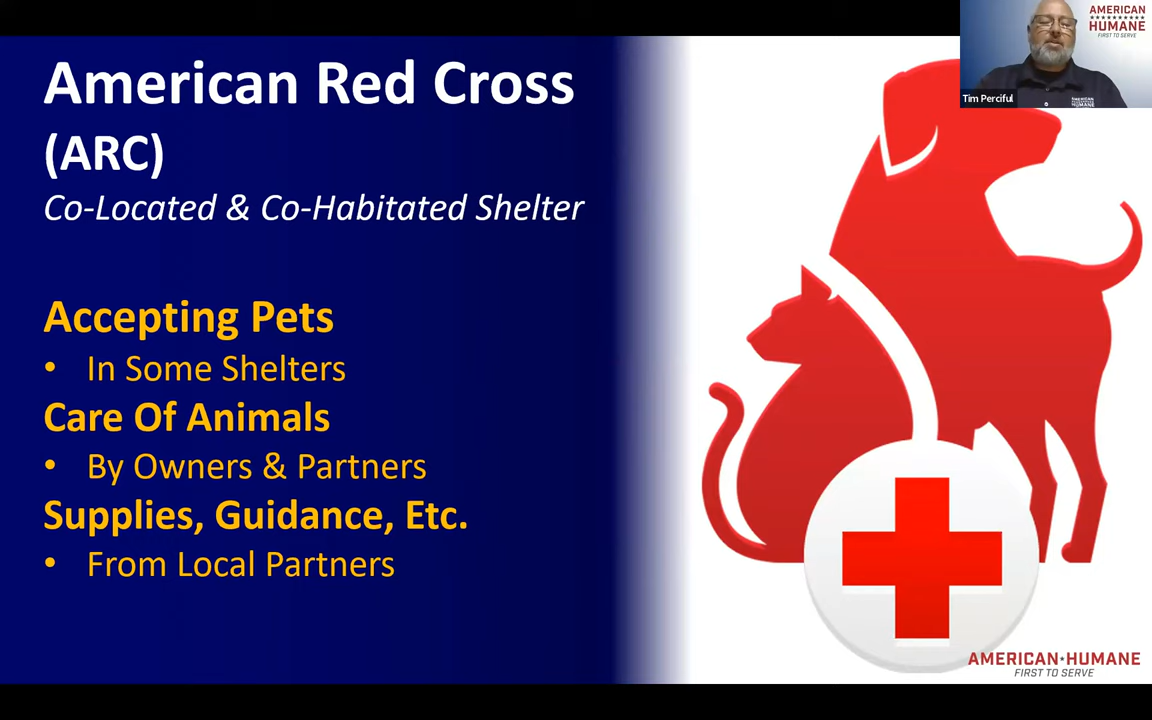 American Red Cross
(ARC)
Co-Located & Co-Habitated Shelter
Accepting Pets
• In Some Shelters
Care Of Animals
• By Owners & Partners
Supplies, Guidance, Etc.
• From Local Partners
Tim Perciful
AMERICAN
HUMANE
AMERICAN
HUMANE
FIRST TO SERVE
AMERICAN★HUMANE
FIRST TO SERVE